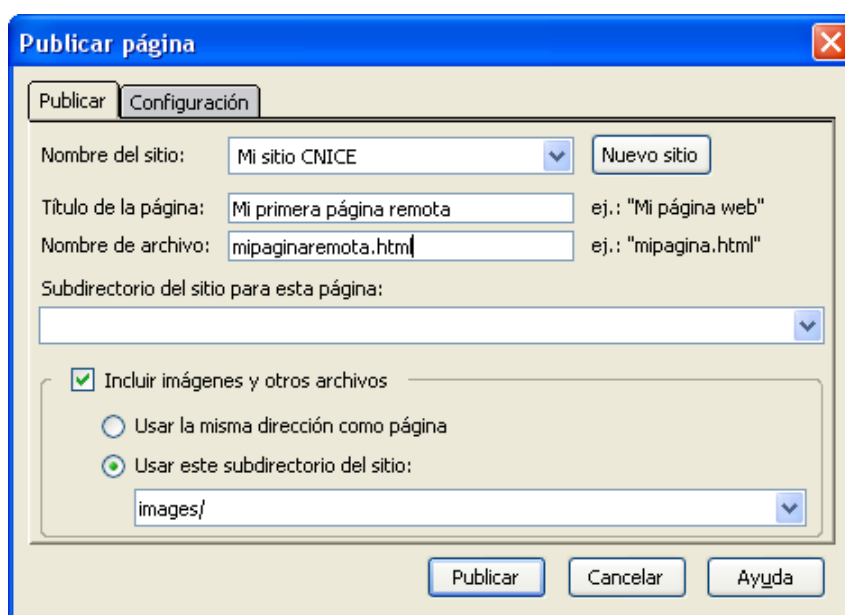 Publicar página
Publicar Configuración
Nombre del sitio: Mi sitio CNICE Nuevo sitio
Título de la página: Mi primera página remota ej.: "Mi página web"
Nombre de archivo: mipaginaremota.html ej.: "mipagina.html"
Subdirectorio del sitio para esta página:
Incluir imágenes y otros archivos
Usar la misma dirección como página
Usar este subdirectorio del sitio:
images/
Publicar Cancelar Ayuda